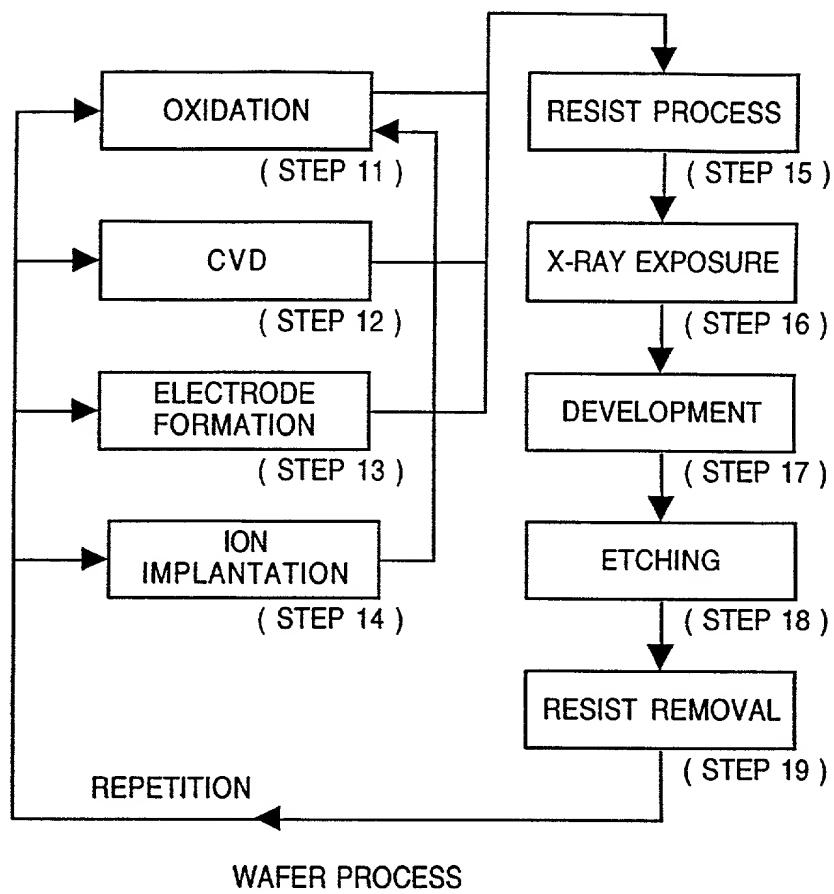 OXIDATION
( STEP 11 )
CVD
( STEP 12 )
ELECTRODE
FORMATION
( STEP 13 )
ION
IMPLANTATION
( STEP 14 )
RESIST PROCESS
( STEP 15 )
X-RAY EXPOSURE
( STEP 16 )
DEVELOPMENT
( STEP 17 )
ETCHING
( STEP 18 )
RESIST REMOVAL
( STEP 19 )
REPETITION
WAFER PROCESS